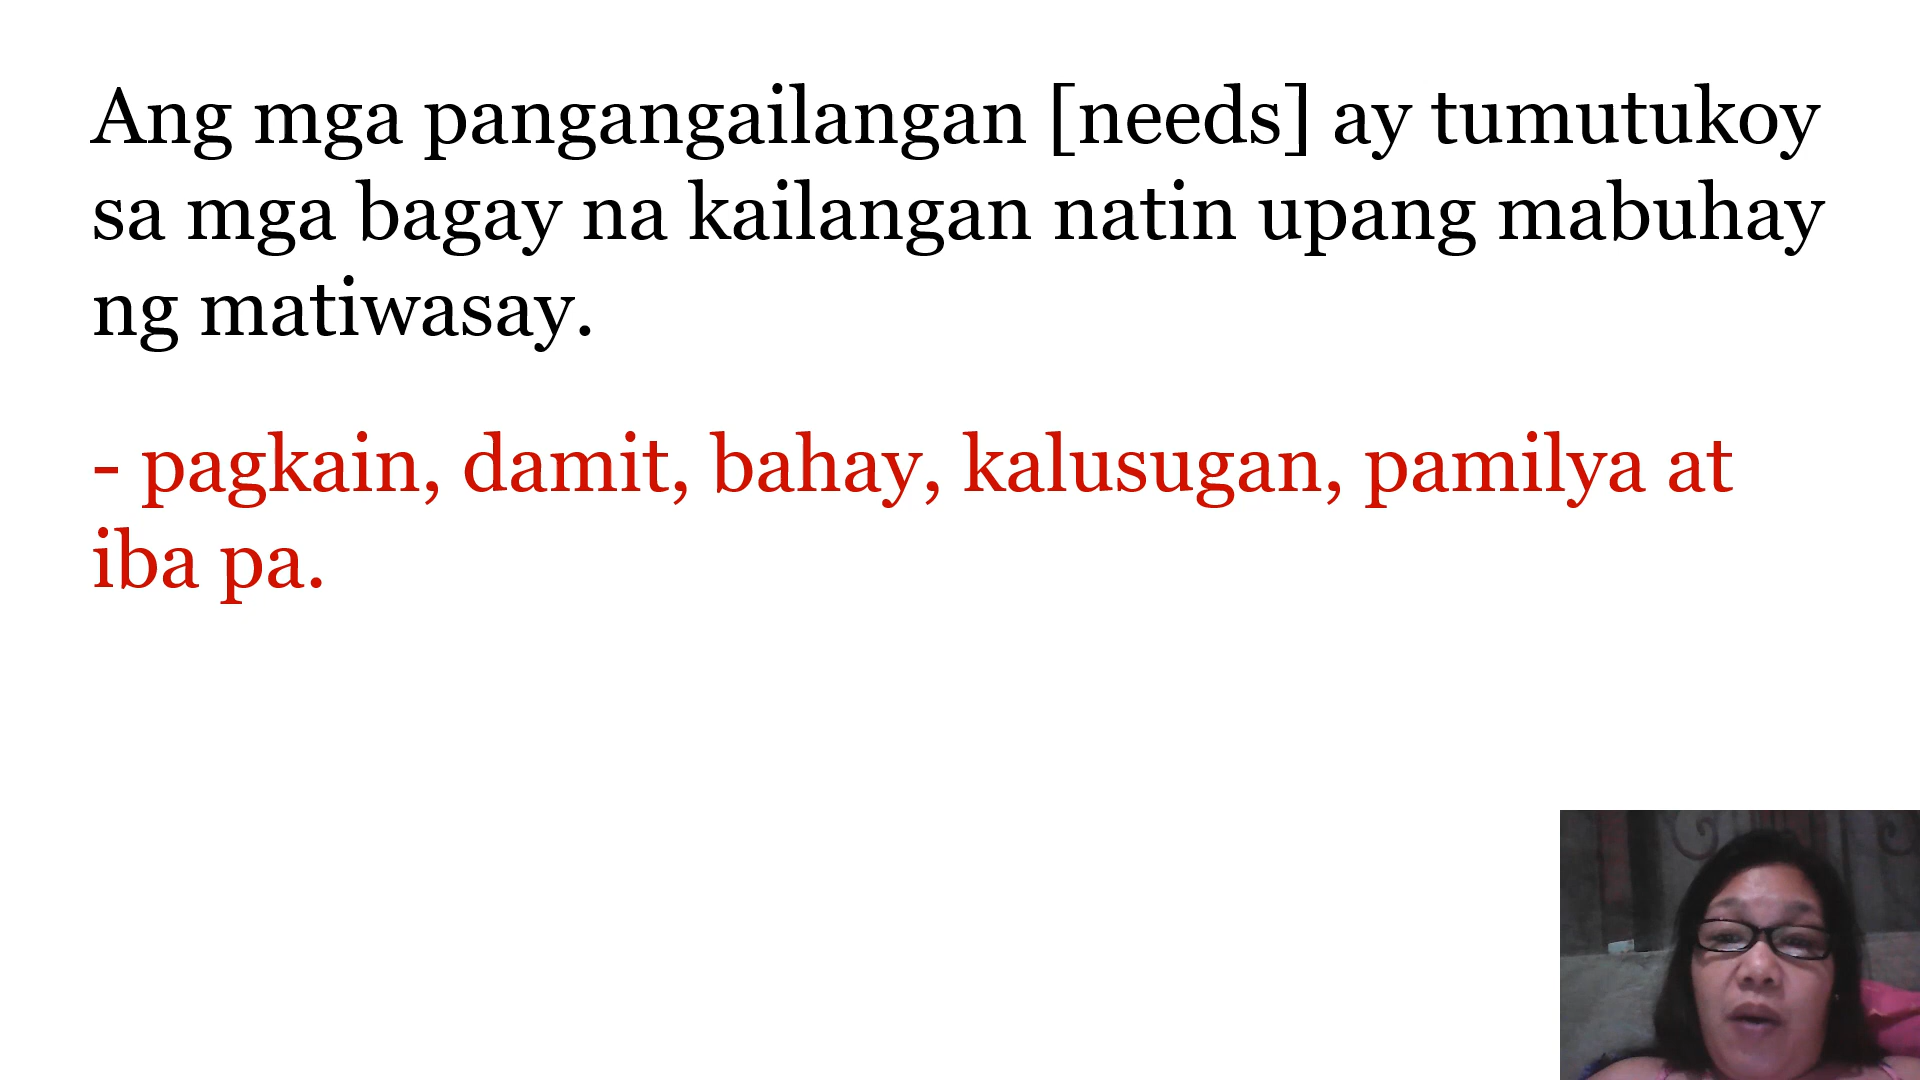 Ang mga pangangailangan [needs] ay tumutukoy
sa mga bagay na kailangan natin upang mabuhay
ng matiwasay.
- pagkain, damit, bahay, kalusugan, pamilya at
iba pa.